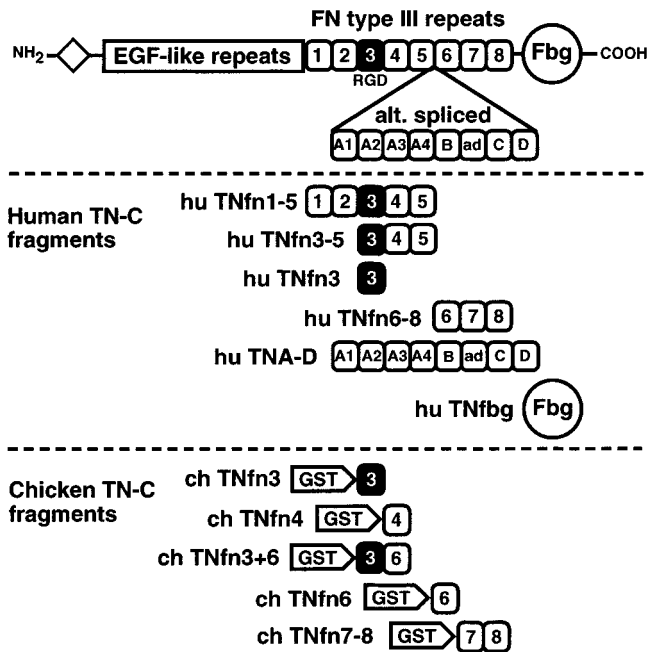 FN type III repeats
NH2 EGF-like repeats 1 2 3 4 5 6 7 8 Fbg COOH
RGD
alt. spliced
A1 A2 A3 A4 B ad C D
Human TN-C
fragments
hu TNfn1-5 1 2 3 4 5
hu TNfn3-5 3 4 5
hu TNfn3 3
hu TNfn6-8 6 7 8
hu TNA-D A1 A2 A3 A4 B ad C D
hu TNfbg Fbg
Chicken TN-C
fragments
ch TNfn3 GST 3
ch TNfn4 GST 4
ch TNfn3+6 GST 3 6
ch TNfn6 GST 6
ch TNfn7-8 GST 7 8